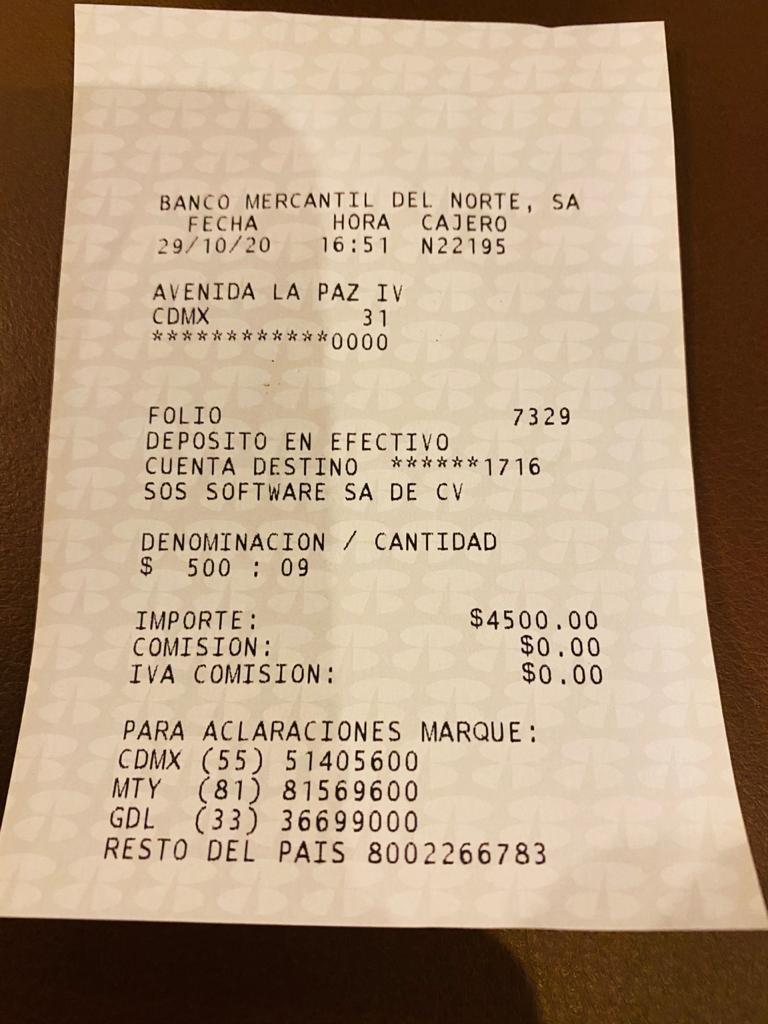 BANCO MERCANTIL DEL NORTE, SA
FECHA HORA CAJERO
29/10/20 16:51 N22195
AVENIDA LA PAZ IV
CDMX 31
************0000
FOLIO 7329
DEPOSITO EN EFECTIVO
CUENTA DESTINO ******1716
SOS SOFTWARE SA DE CV
DENOMINACION / CANTIDAD
$ 500 : 09
IMPORTE: $4500.00
COMISION: $0.00
IVA COMISION: $0.00
PARA ACLARACIONES MARQUE:
CDMX (55) 51405600
MTY (81) 81569600
GDL (33) 36699000
RESTO DEL PAIS 8002266783